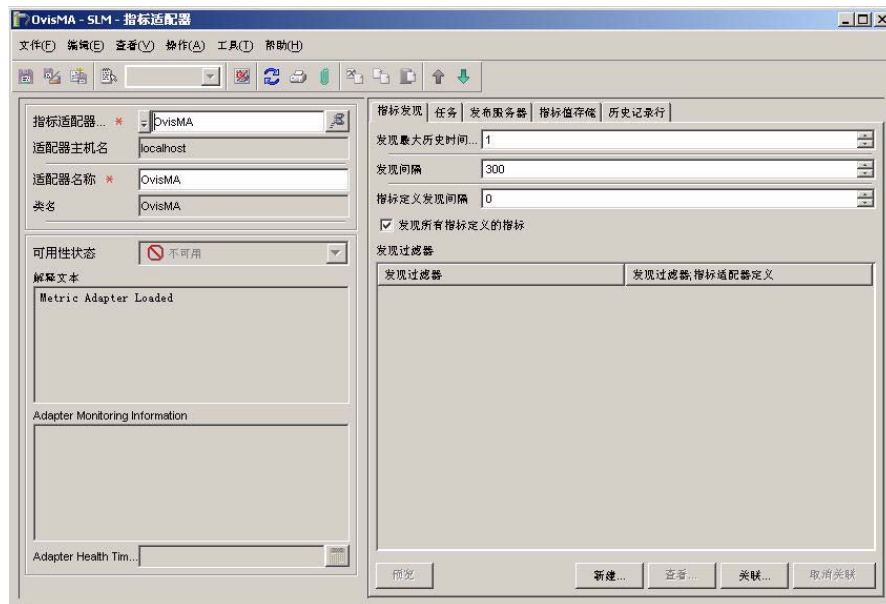 OvisMA - SLM - 指标适配器
文件(F) 编辑(E) 查看(V) 操作(A) 工具(T) 帮助(H)
指标适配器... *
OvisMA
适配器主机名
localhost
适配器名称 *
OvisMA
类名
OvisMA
可用性状态
不可用
解释文本
Metric Adapter Loaded
Adapter Monitoring Information
Adapter Health Tim...
指标发现 任务 发布服务器 指标值存储 历史记录行
发现最大历史时间... 1
发现间隔 300
指标定义发现间隔 0
发现所有指标定义的指标
发现过滤器
发现过滤器 发现过滤器;指标适配器定义
预览 新建... 查看... 关联... 取消关联